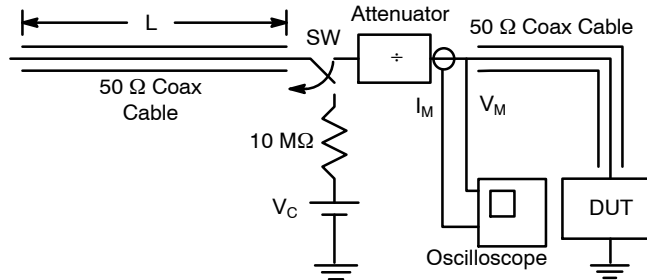 L
SW
Attenuator
÷
50 Ω Coax Cable
50 Ω Coax
Cable
I_M
V_M
10 MΩ
V_C
DUT
Oscilloscope